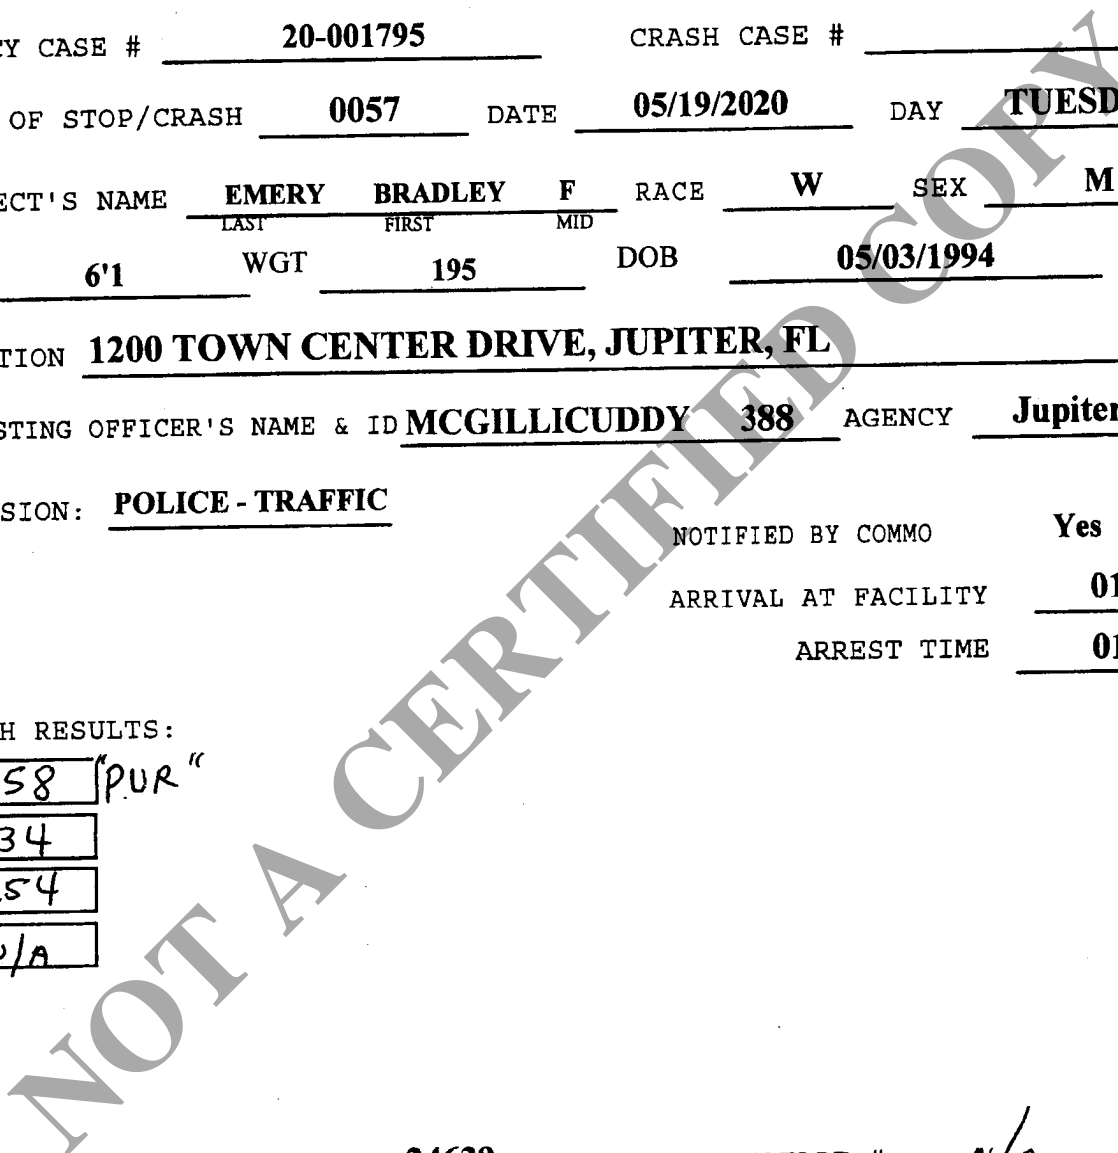 CY CASE # 20-001795 CRASH CASE #
OF STOP/CRASH 0057 DATE 05/19/2020 DAY TUESD
ECT'S NAME EMERY BRADLEY F RACE W SEX M
LAST FIRST MID
6'1 WGT 195 DOB 05/03/1994
TION 1200 TOWN CENTER DRIVE, JUPITER, FL
STING OFFICER'S NAME & ID MCGILLICUDDY 388 AGENCY Jupiter
SION: POLICE - TRAFFIC
NOTIFIED BY COMMO Yes
ARRIVAL AT FACILITY 01
ARREST TIME 01
H RESULTS:
58 "PUR"
34
54
/A
NOT A CERTIFIED COPY